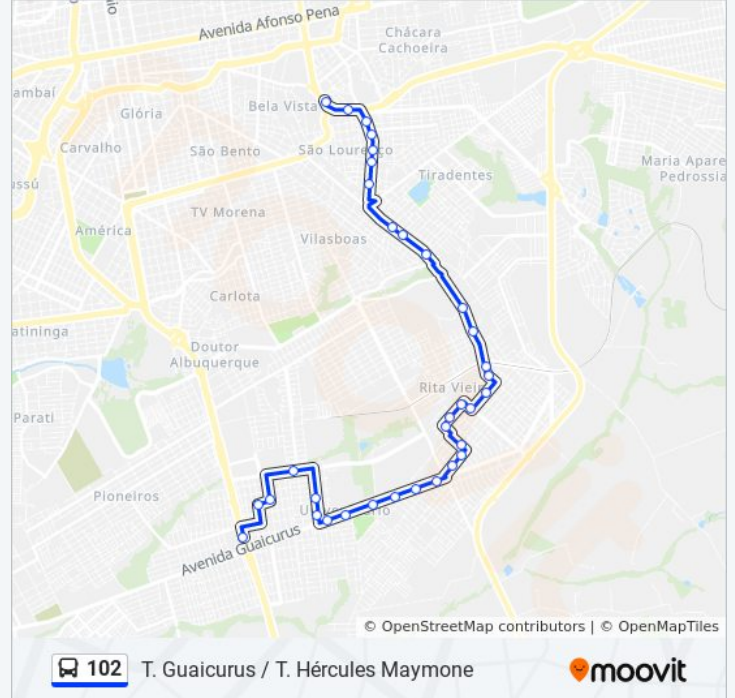 Avenida Afonso Pena
Chácara
Cachoeira
ambaí
Glória
Bela Vista
Carvalho
São Bento
São Lourenço
Maria Apare
Pedrossia
Tiradentes
ussú
TV Morena
América
Vilasboas
Carlota
atininga
Doutor
Albuquerque
Rita Vieir
Parati
Pioneiros
Avenida Guaicurus
© OpenStreetMap contributors | © OpenMapTiles
102 T. Guaicurus / T. Hércules Maymone
moovit